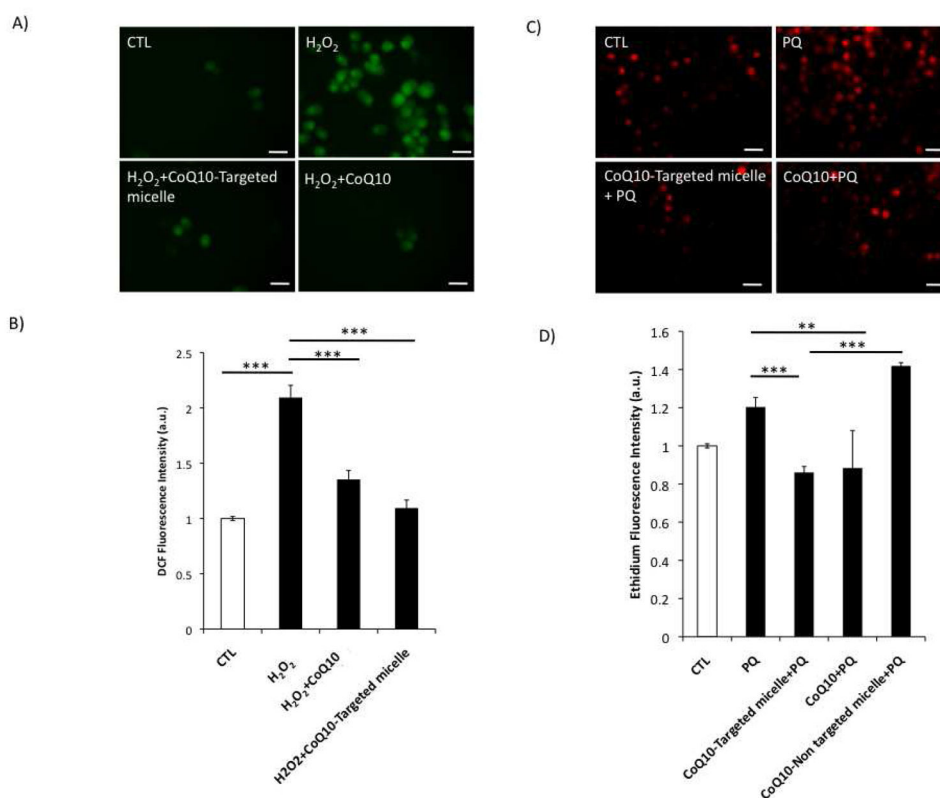 A)
CTL
H₂O₂
H₂O₂+CoQ10-Targeted
micelle
H₂O₂+CoQ10
B)
DCF Fluorescence Intensity (a.u.)
2.5
2
1.5
1
0.5
0
***
***
***
CTL
H₂O₂
H₂O₂+CoQ10
H2O2+CoQ10-Targeted micelle
C)
CTL
PQ
CoQ10-Targeted micelle
+ PQ
CoQ10+PQ
D)
Ethidium Fluorescence Intensity (a.u.)
1.6
1.4
1.2
1
0.8
0.6
0.4
0.2
0
**
***
***
CTL
PQ
CoQ10-Targeted micelle+PQ
CoQ10+PQ
CoQ10-Non targeted micelle+PQ